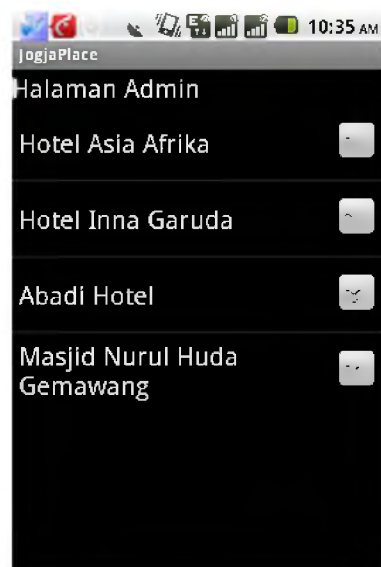 10:35 AM
JogjaPlace
Halaman Admin
Hotel Asia Afrika
Hotel Inna Garuda
Abadi Hotel
Masjid Nurul Huda
Gemawang